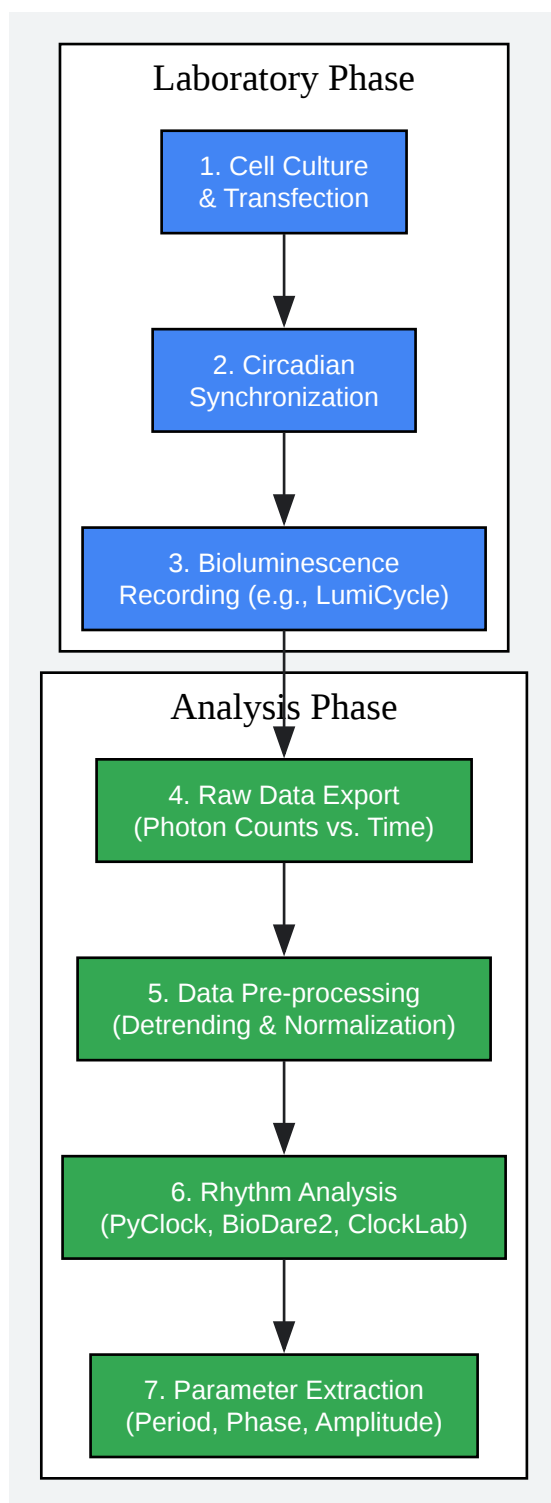 Laboratory Phase
1. Cell Culture
& Transfection
2. Circadian
Synchronization
3. Bioluminescence
Recording (e.g., LumiCycle)
Analysis Phase
4. Raw Data Export
(Photon Counts vs. Time)
5. Data Pre-processing
(Detrending & Normalization)
6. Rhythm Analysis
(PyClock, BioDare2, ClockLab)
7. Parameter Extraction
(Period, Phase, Amplitude)